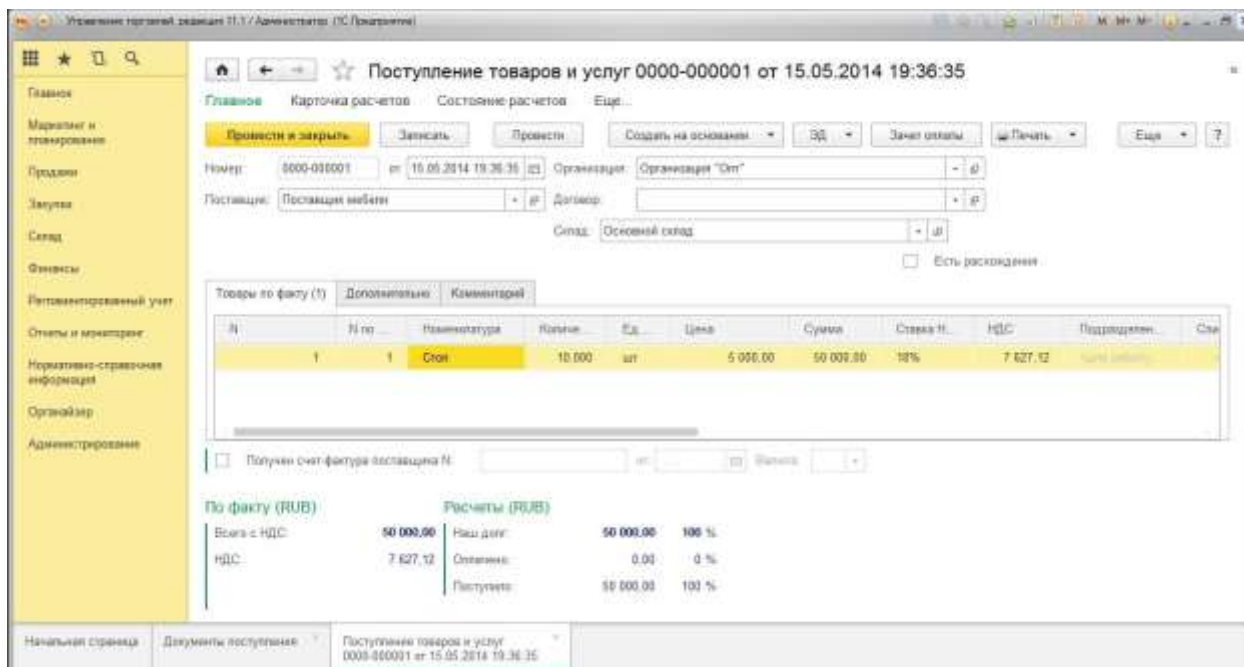 Управление торговлей, редакция 11.1 / Администратор (1С:Предприятие)
M M+ M-
Главное
Маркетинг и
планирование
Продажи
Закупки
Склад
Финансы
Регламентированный учет
Отчеты и мониторинг
Нормативно-справочная
информация
Органайзер
Администрирование
Поступление товаров и услуг 0000-000001 от 15.05.2014 19:36:35
Главное Карточка расчетов Состояние расчетов Еще...
Провести и закрыть Записать Провести Создать на основании ЭД Зачет оплаты Печать Еще ?
Номер: 0000-000001 от: 15.05.2014 19:36:35 Организация: Организация "Опт"
Поставщик: Поставщик мебели Договор:
Склад: Основной склад
Есть расхождения
Товары по факту (1) Дополнительно Комментарий
N N по ... Номенклатура Количе... Ед... Цена Сумма Ставка Н... НДС Подразделен... Спи
1 1 Стол 10,000 шт 5 000,00 50 000,00 18% 7 627,12
Получен счет-фактура поставщика N: от: Валюта:
По факту (RUB) Расчеты (RUB)
Всего с НДС: 50 000,00 Наш долг: 50 000,00 100 %
НДС: 7 627,12 Оплачено: 0,00 0 %
Поступило: 50 000,00 100 %
Начальная страница Документы поступления Поступление товаров и услуг
0000-000001 от 15.05.2014 19:36:35